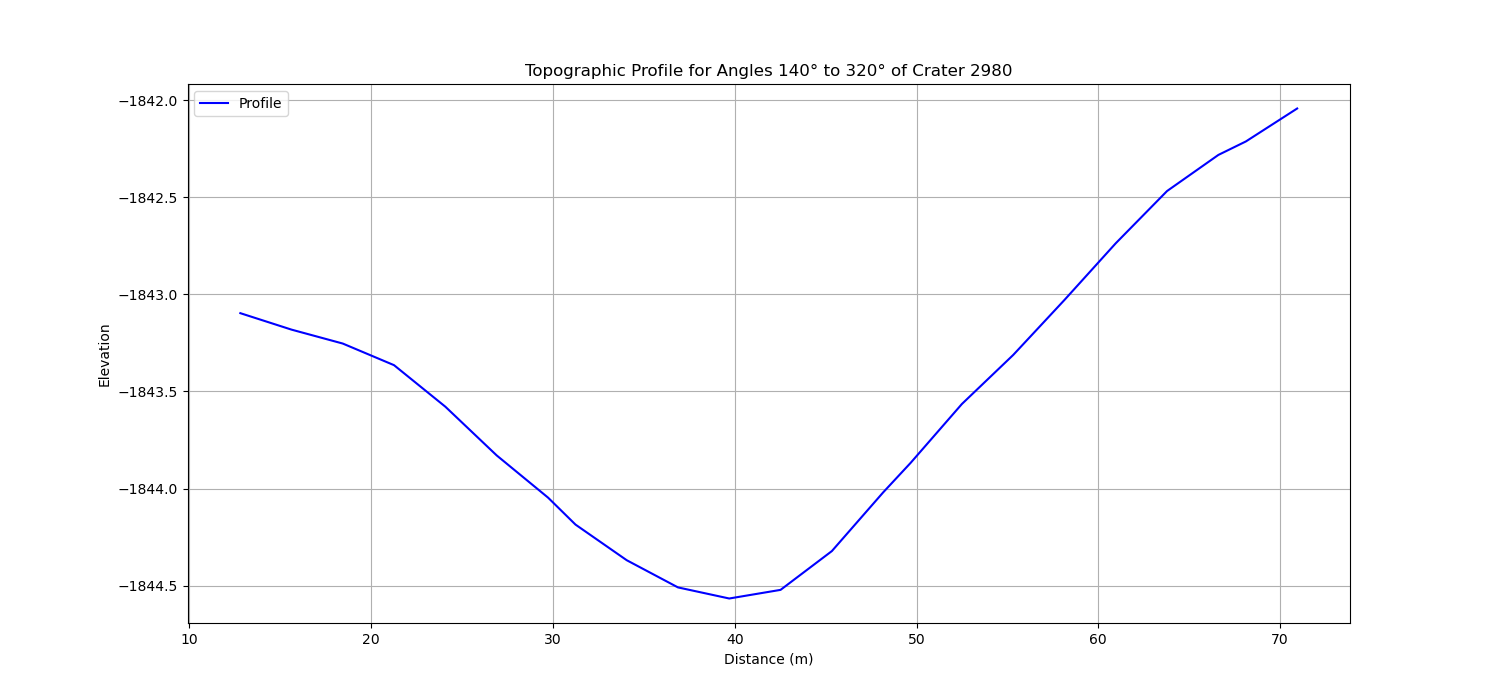 Topographic Profile for Angles 140° to 320° of Crater 2980
Profile
−1842.0
−1842.5
−1843.0
−1843.5
−1844.0
−1844.5
Elevation
10 20 30 40 50 60 70
Distance (m)